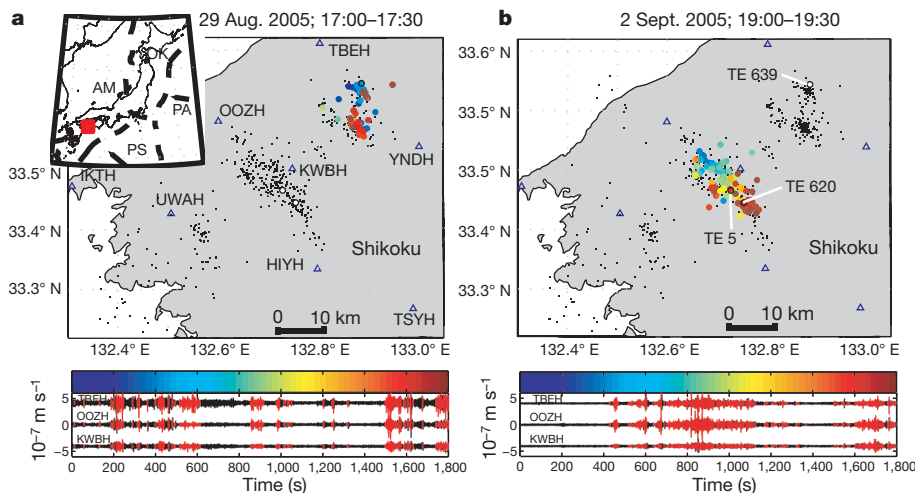 a
29 Aug. 2005; 17:00–17:30
OK
AM
PA
PS
TBEH
OOZH
KWBH
YNDH
IKTH
UWAH
HIYH
Shikoku
TSYH
33.5° N
33.4° N
33.3° N
0 10 km
132.4° E 132.6° E 132.8° E 133.0° E
10⁻⁷ m s⁻¹
5
0
−5
TBEH
OOZH
KWBH
0 200 400 600 800 1,000 1,200 1,400 1,600 1,800
Time (s)
b
2 Sept. 2005; 19:00–19:30
33.6° N
33.5° N
33.5° N
33.4° N
33.3° N
TE 639
TE 620
TE 5
Shikoku
0 10 km
132.4° E 132.6° E 132.8° E 133.0° E
5
0
−5
10⁻⁷ m s⁻¹
TBEH
OOZH
KWBH
0 200 400 600 800 1,000 1,200 1,400 1,600 1,800
Time (s)